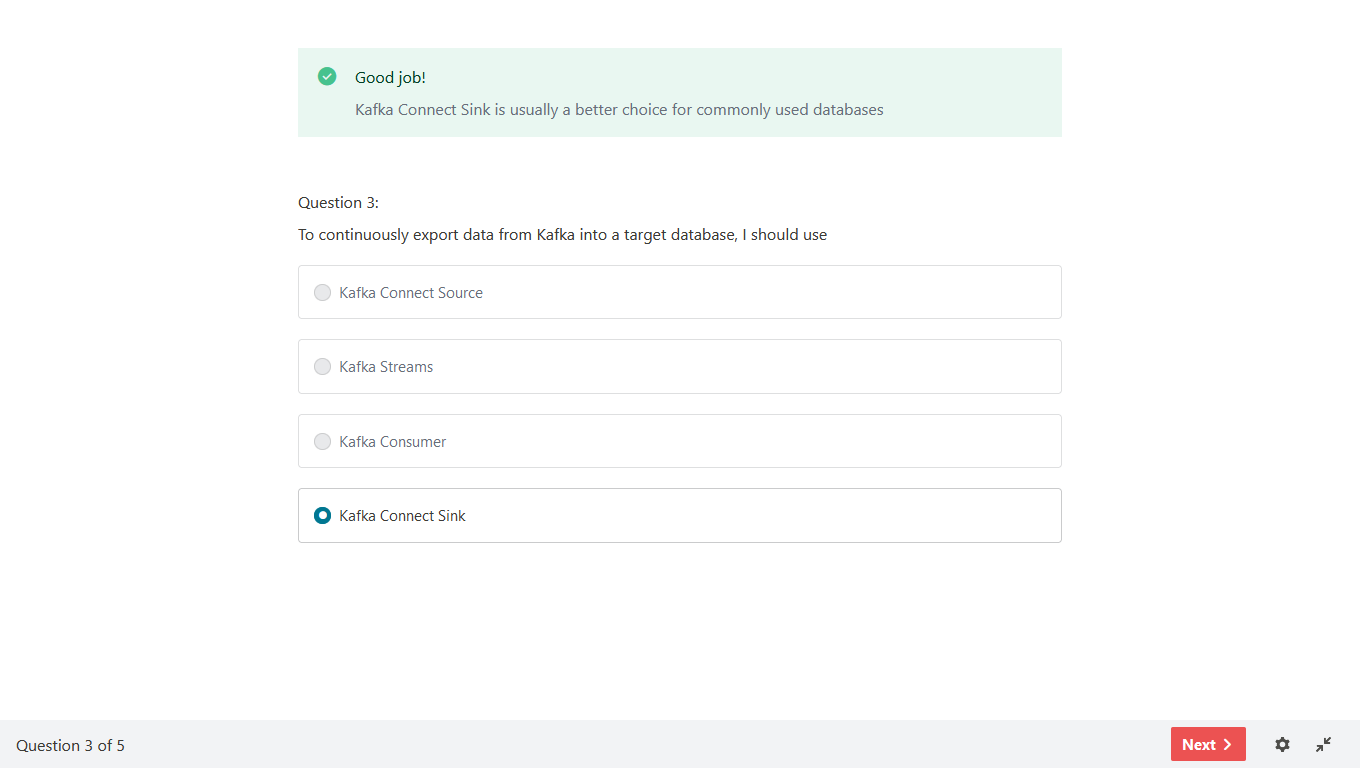 Good job!
Kafka Connect Sink is usually a better choice for commonly used databases
Question 3:
To continuously export data from Kafka into a target database, I should use
Kafka Connect Source
Kafka Streams
Kafka Consumer
Kafka Connect Sink
Question 3 of 5
Next